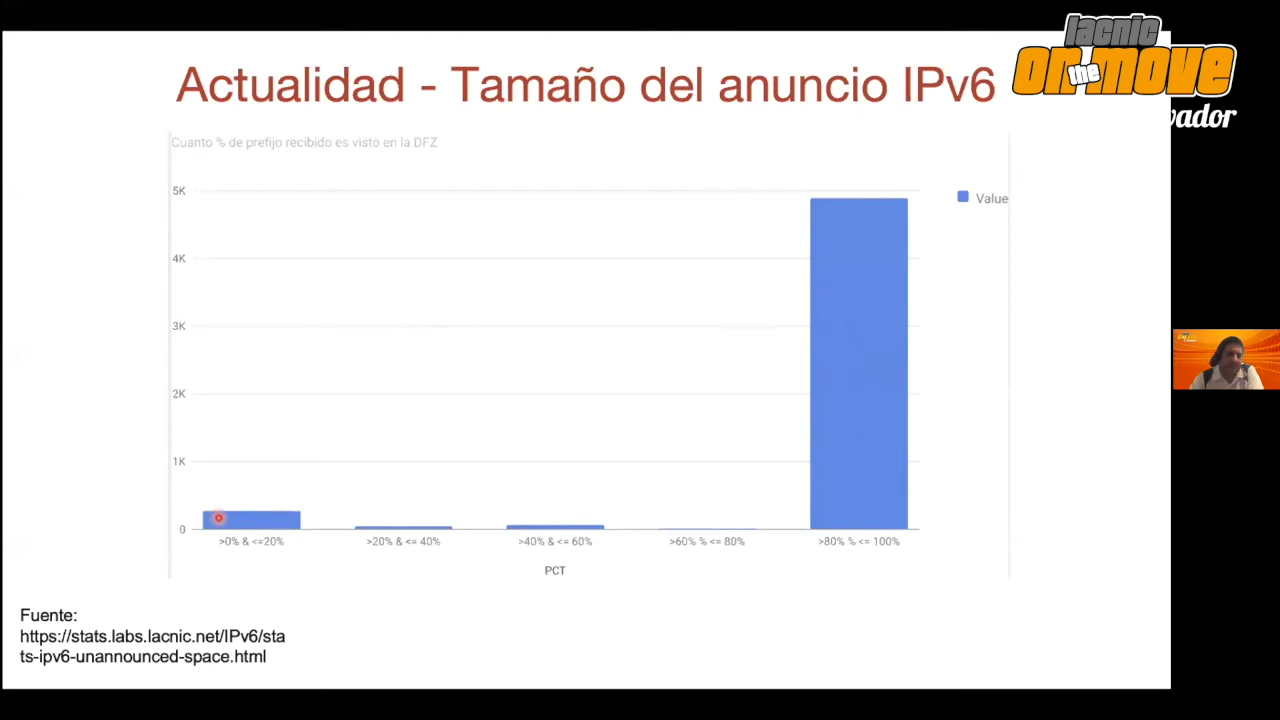 lacnic
on the move
vador
Actualidad - Tamaño del anuncio IPv6
Cuanto % de prefijo recibido es visto en la DFZ
5K
4K
3K
2K
1K
0
Value
>0% & <=20%
>20% & <= 40%
>40% & <= 60%
>60% % <= 80%
>80% % <= 100%
PCT
Fuente:
https://stats.labs.lacnic.net/IPv6/sta
ts-ipv6-unannounced-space.html